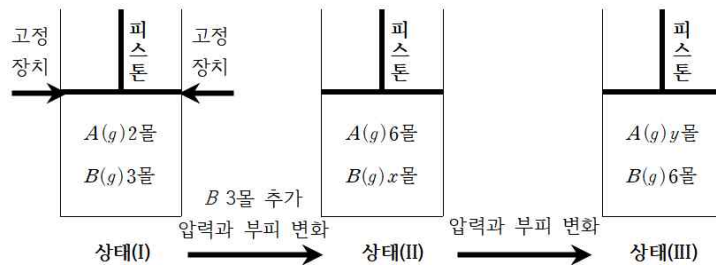 고정
장치
피스톤
고정
장치
A(g)2몰
B(g)3몰
상태(I)
B 3몰 추가
압력과 부피 변화
피스톤
A(g)6몰
B(g)x몰
상태(II)
압력과 부피 변화
피스톤
A(g)y몰
B(g)6몰
상태(III)